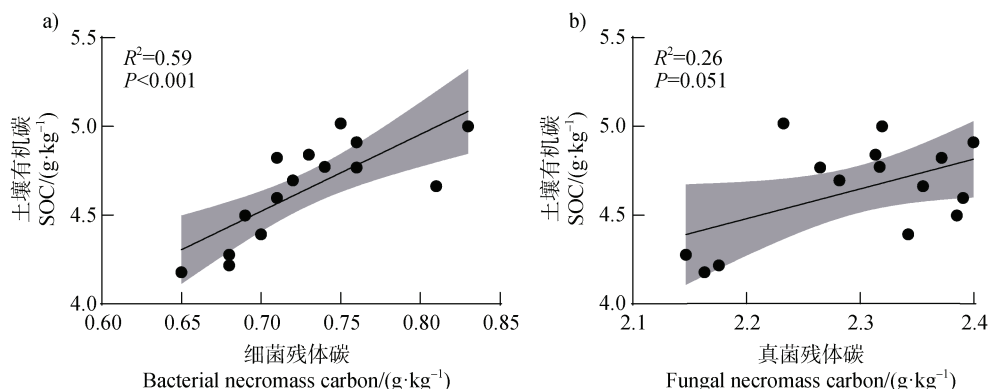 a)
R²=0.59
P<0.001
5.5
5.0
4.5
4.0
土壤有机碳
SOC/(g·kg⁻¹)
0.60 0.65 0.70 0.75 0.80 0.85
细菌残体碳
Bacterial necromass carbon/(g·kg⁻¹)
b)
R²=0.26
P=0.051
5.5
5.0
4.5
4.0
土壤有机碳
SOC/(g·kg⁻¹)
2.1 2.2 2.3 2.4
真菌残体碳
Fungal necromass carbon/(g·kg⁻¹)